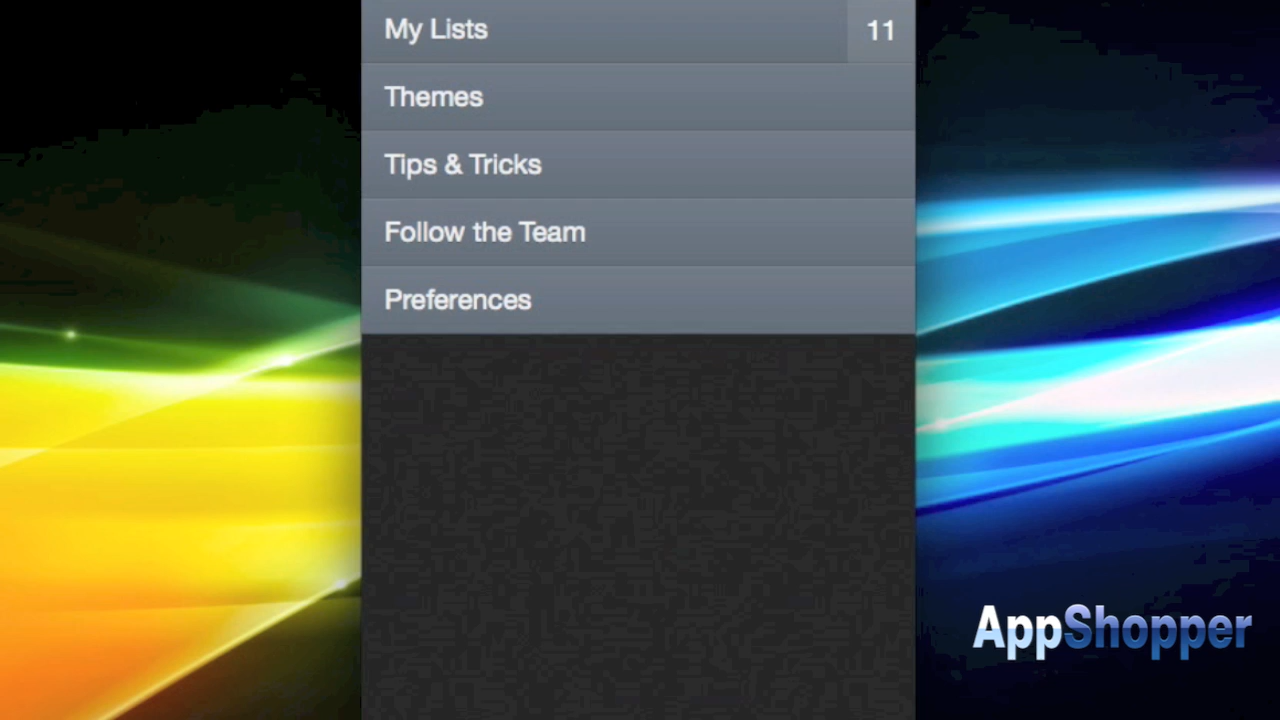 My Lists 11
Themes
Tips & Tricks
Follow the Team
Preferences
AppShopper